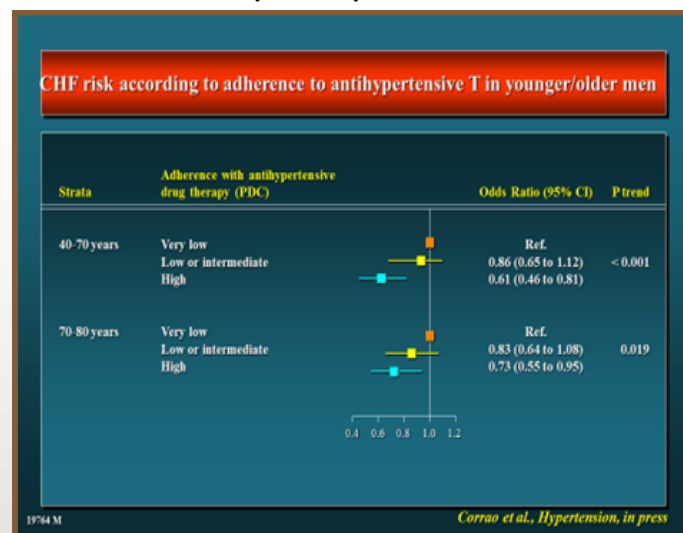 CHF risk according to adherence to antihypertensive T in younger/older men
Adherence with antihypertensive
Strata drug therapy (PDC) Odds Ratio (95% CI) P trend
40-70 years Very low Ref.
Low or intermediate 0.86 (0.65 to 1.12) < 0.001
High 0.61 (0.46 to 0.81)
70-80 years Very low Ref.
Low or intermediate 0.83 (0.64 to 1.08) 0.019
High 0.73 (0.55 to 0.95)
0.4 0.6 0.8 1.0 1.2
19764 M Corrao et al., Hypertension, in press